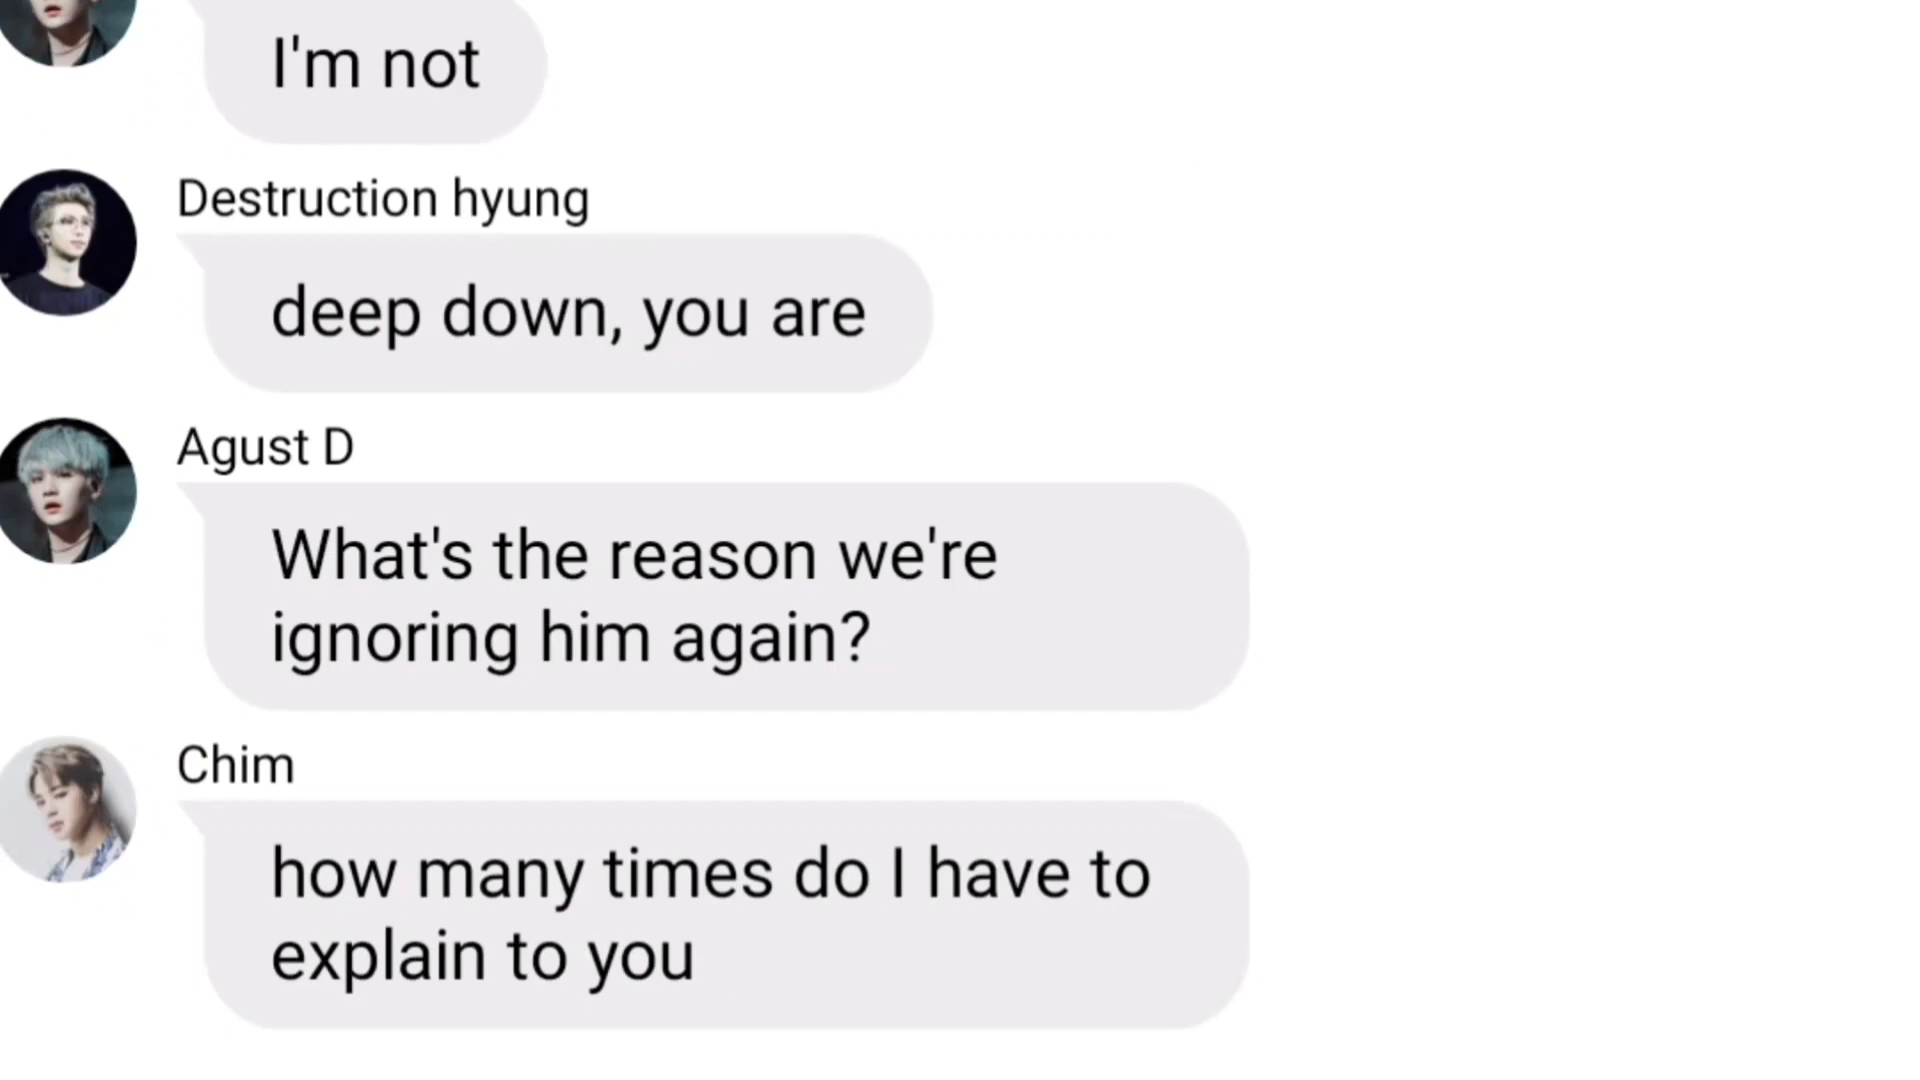 I'm not
Destruction hyung
deep down, you are
Agust D
What's the reason we're
ignoring him again?
Chim
how many times do I have to
explain to you